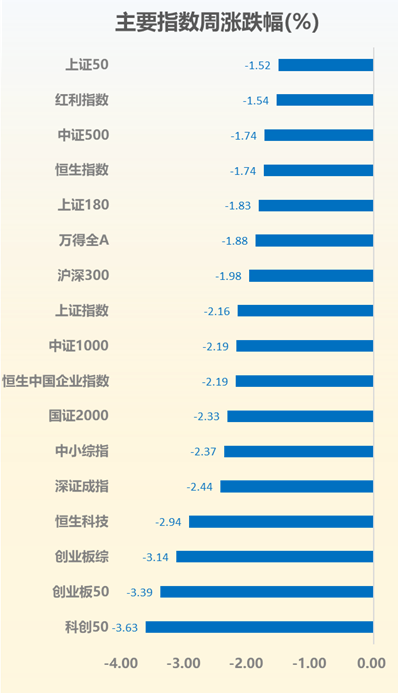 主要指数周涨跌幅(%)
上证50 -1.52
红利指数 -1.54
中证500 -1.74
恒生指数 -1.74
上证180 -1.83
万得全A -1.88
沪深300 -1.98
上证指数 -2.16
中证1000 -2.19
恒生中国企业指数 -2.19
国证2000 -2.33
中小综指 -2.37
深证成指 -2.44
恒生科技 -2.94
创业板综 -3.14
创业板50 -3.39
科创50 -3.63
-4.00 -3.00 -2.00 -1.00 0.00